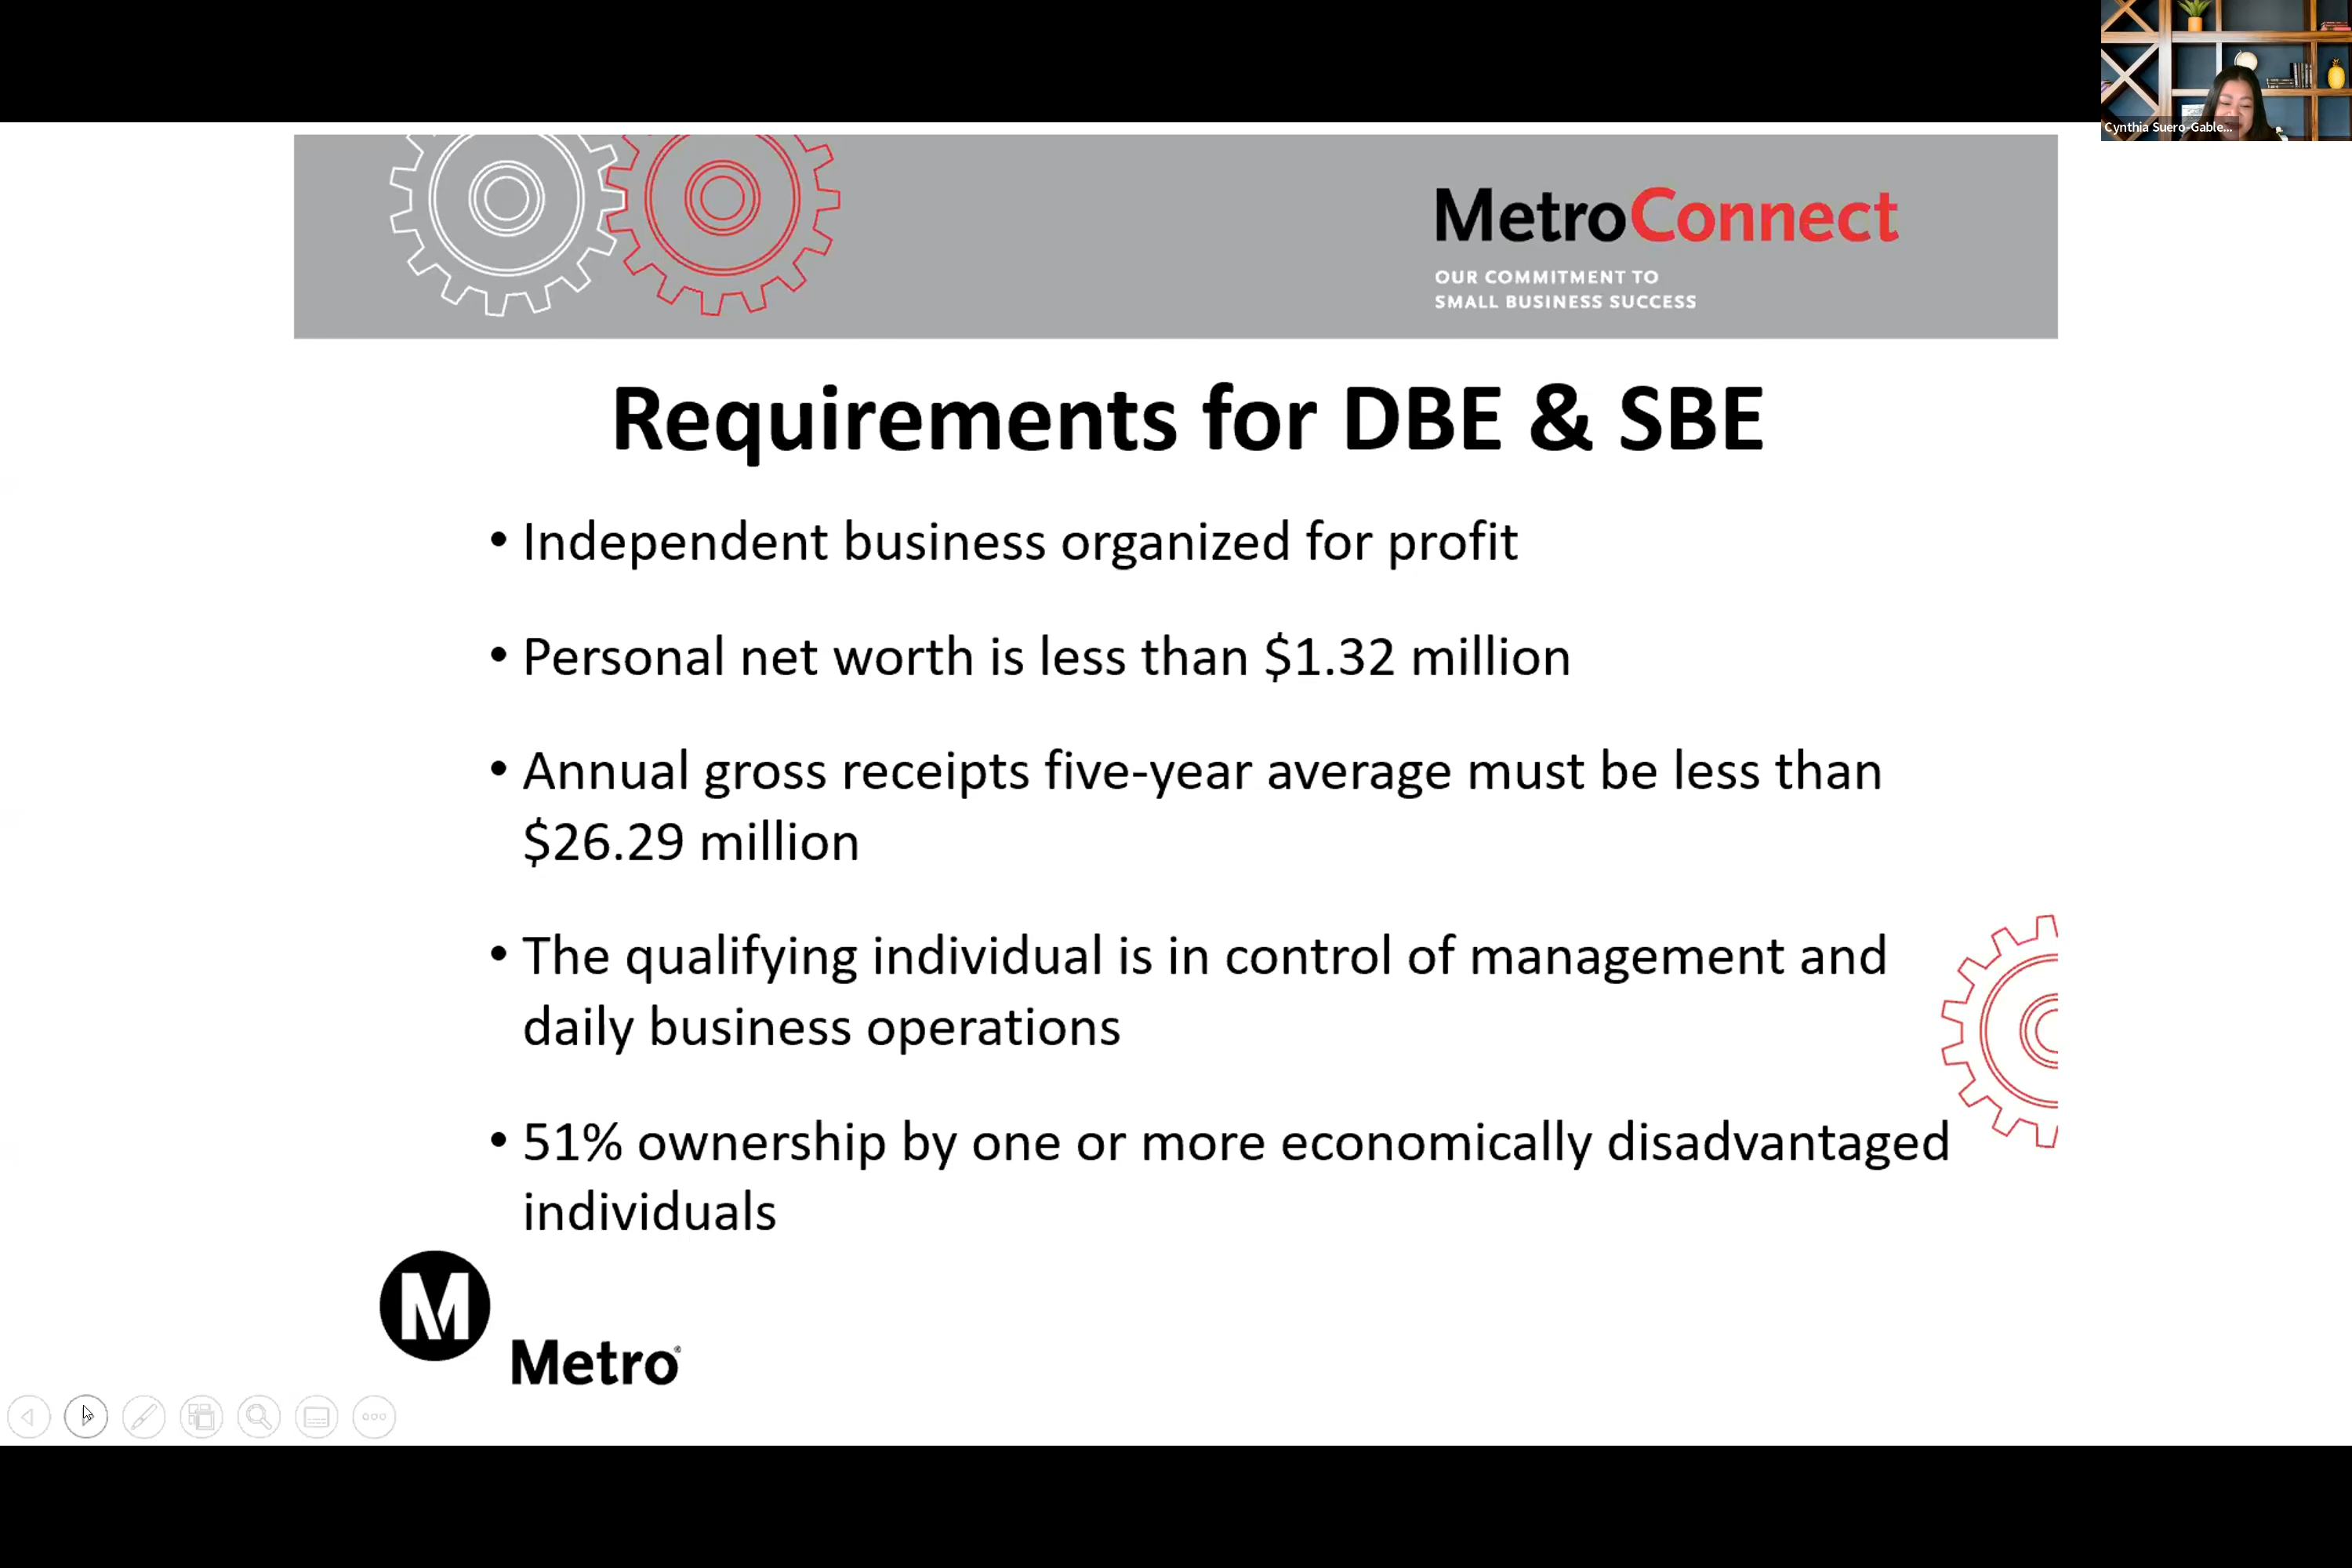 Cynthia Suero-Gable...
MetroConnect
OUR COMMITMENT TO
SMALL BUSINESS SUCCESS
Requirements for DBE & SBE
• Independent business organized for profit
• Personal net worth is less than $1.32 million
• Annual gross receipts five-year average must be less than
$26.29 million
• The qualifying individual is in control of management and
daily business operations
• 51% ownership by one or more economically disadvantaged
individuals
M
Metro®